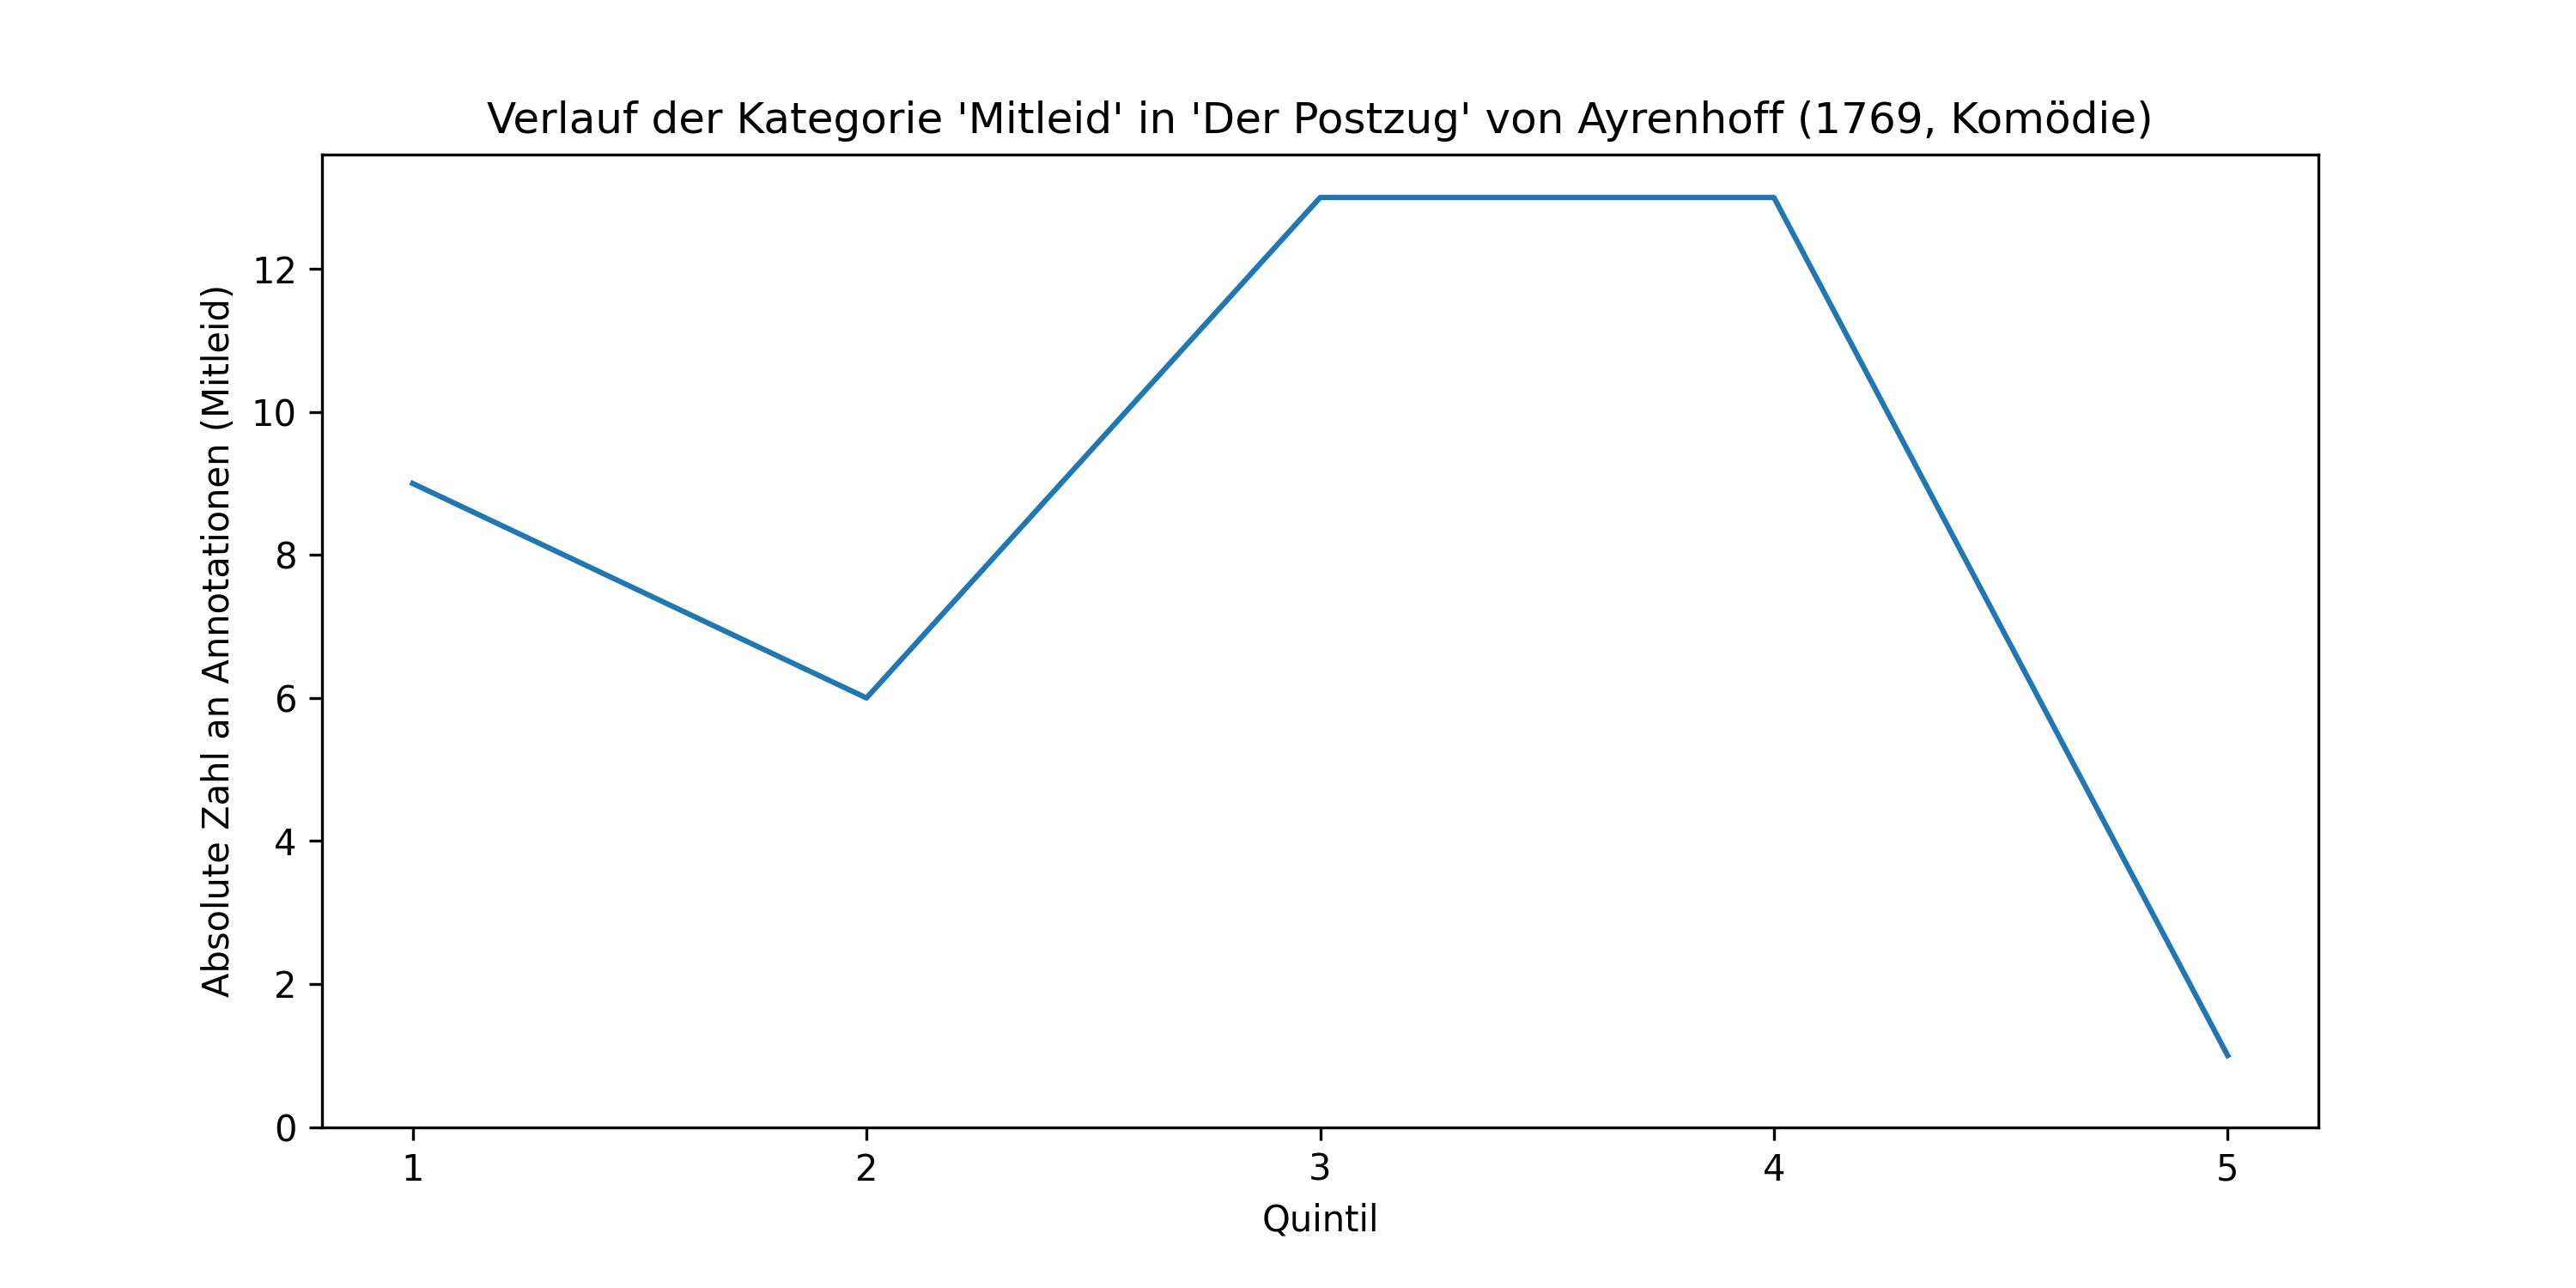 Verlauf der Kategorie 'Mitleid' in 'Der Postzug' von Ayrenhoff (1769, Komödie)
Absolute Zahl an Annotationen (Mitleid)
12
10
8
6
4
2
0
1 2 3 4 5
Quintil